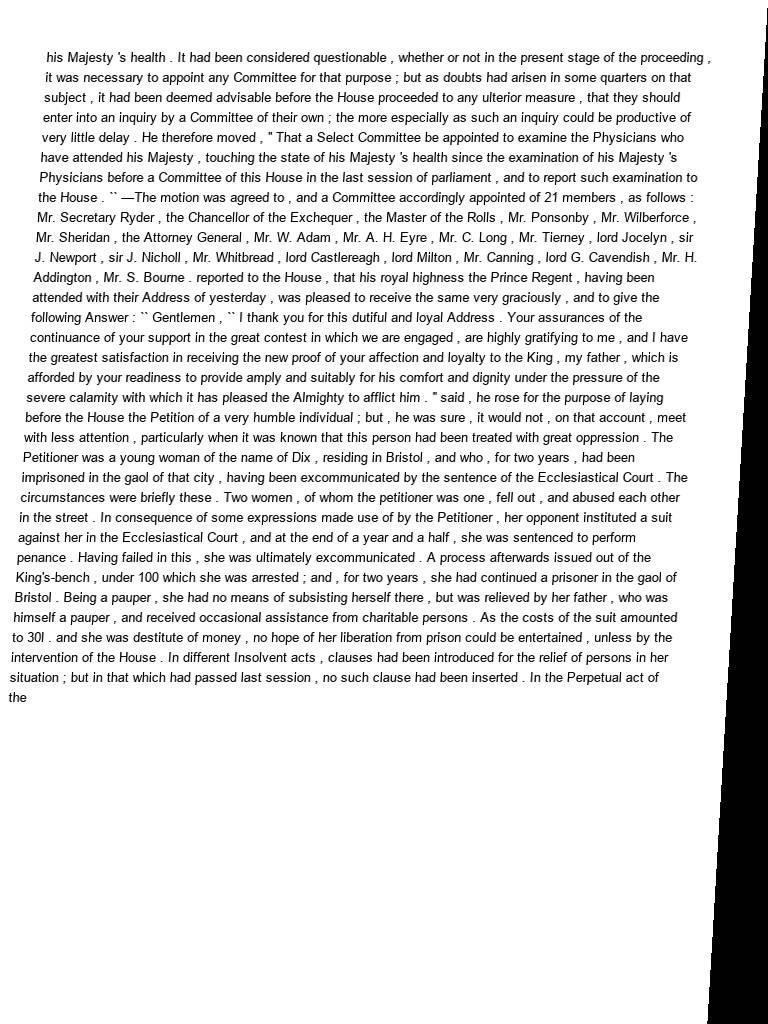 his Majesty 's health . It had been considered questionable , whether or not in the present stage of the proceeding ,
it was necessary to appoint any Committee for that purpose ; but as doubts had arisen in some quarters on that
subject , it had been deemed advisable before the House proceeded to any ulterior measure , that they should
enter into an inquiry by a Committee of their own ; the more especially as such an inquiry could be productive of
very little delay . He therefore moved , " That a Select Committee be appointed to examine the Physicians who
have attended his Majesty , touching the state of his Majesty 's health since the examination of his Majesty 's
Physicians before a Committee of this House in the last session of parliament , and to report such examination to
the House . `` —The motion was agreed to , and a Committee accordingly appointed of 21 members , as follows :
Mr. Secretary Ryder , the Chancellor of the Exchequer , the Master of the Rolls , Mr. Ponsonby , Mr. Wilberforce ,
Mr. Sheridan , the Attorney General , Mr. W. Adam , Mr. A. H. Eyre , Mr. C. Long , Mr. Tierney , lord Jocelyn , sir
J. Newport , sir J. Nicholl , Mr. Whitbread , lord Castlereagh , lord Milton , Mr. Canning , lord G. Cavendish , Mr. H.
Addington , Mr. S. Bourne . reported to the House , that his royal highness the Prince Regent , having been
attended with their Address of yesterday , was pleased to receive the same very graciously , and to give the
following Answer : `` Gentlemen , `` I thank you for this dutiful and loyal Address . Your assurances of the
continuance of your support in the great contest in which we are engaged , are highly gratifying to me , and I have
the greatest satisfaction in receiving the new proof of your affection and loyalty to the King , my father , which is
afforded by your readiness to provide amply and suitably for his comfort and dignity under the pressure of the
severe calamity with which it has pleased the Almighty to afflict him . " said , he rose for the purpose of laying
before the House the Petition of a very humble individual ; but , he was sure , it would not , on that account , meet
with less attention , particularly when it was known that this person had been treated with great oppression . The
Petitioner was a young woman of the name of Dix , residing in Bristol , and who , for two years , had been
imprisoned in the gaol of that city , having been excommunicated by the sentence of the Ecclesiastical Court . The
circumstances were briefly these . Two women , of whom the petitioner was one , fell out , and abused each other
in the street . In consequence of some expressions made use of by the Petitioner , her opponent instituted a suit
against her in the Ecclesiastical Court , and at the end of a year and a half , she was sentenced to perform
penance . Having failed in this , she was ultimately excommunicated . A process afterwards issued out of the
King's-bench , under 100 which she was arrested ; and , for two years , she had continued a prisoner in the gaol of
Bristol . Being a pauper , she had no means of subsisting herself there , but was relieved by her father , who was
himself a pauper , and received occasional assistance from charitable persons . As the costs of the suit amounted
to 30l . and she was destitute of money , no hope of her liberation from prison could be entertained , unless by the
intervention of the House . In different Insolvent acts , clauses had been introduced for the relief of persons in her
situation ; but in that which had passed last session , no such clause had been inserted . In the Perpetual act of
the